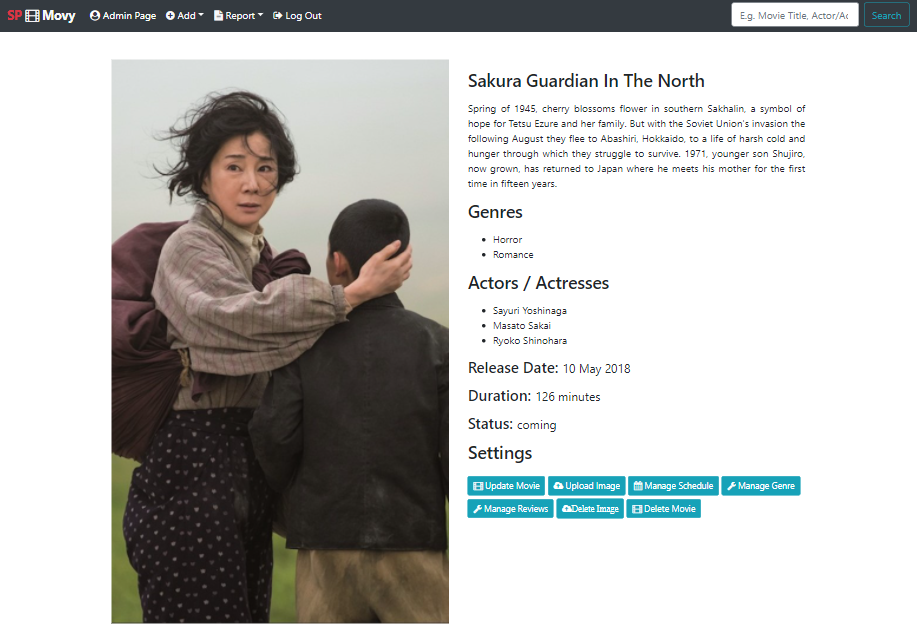 SP Movy Admin Page Add Report Log Out E.g. Movie Title, Actor/Ac Search
Sakura Guardian In The North
Spring of 1945, cherry blossoms flower in southern Sakhalin, a symbol of
hope for Tetsu Ezure and her family. But with the Soviet Union's invasion the
following August they flee to Abashiri, Hokkaido, to a life of harsh cold and
hunger through which they struggle to survive. 1971, younger son Shujiro,
now grown, has returned to Japan where he meets his mother for the first
time in fifteen years.
Genres
Horror
Romance
Actors / Actresses
Sayuri Yoshinaga
Masato Sakai
Ryoko Shinohara
Release Date: 10 May 2018
Duration: 126 minutes
Status: coming
Settings
Update Movie Upload Image Manage Schedule Manage Genre
Manage Reviews Delete Image Delete Movie